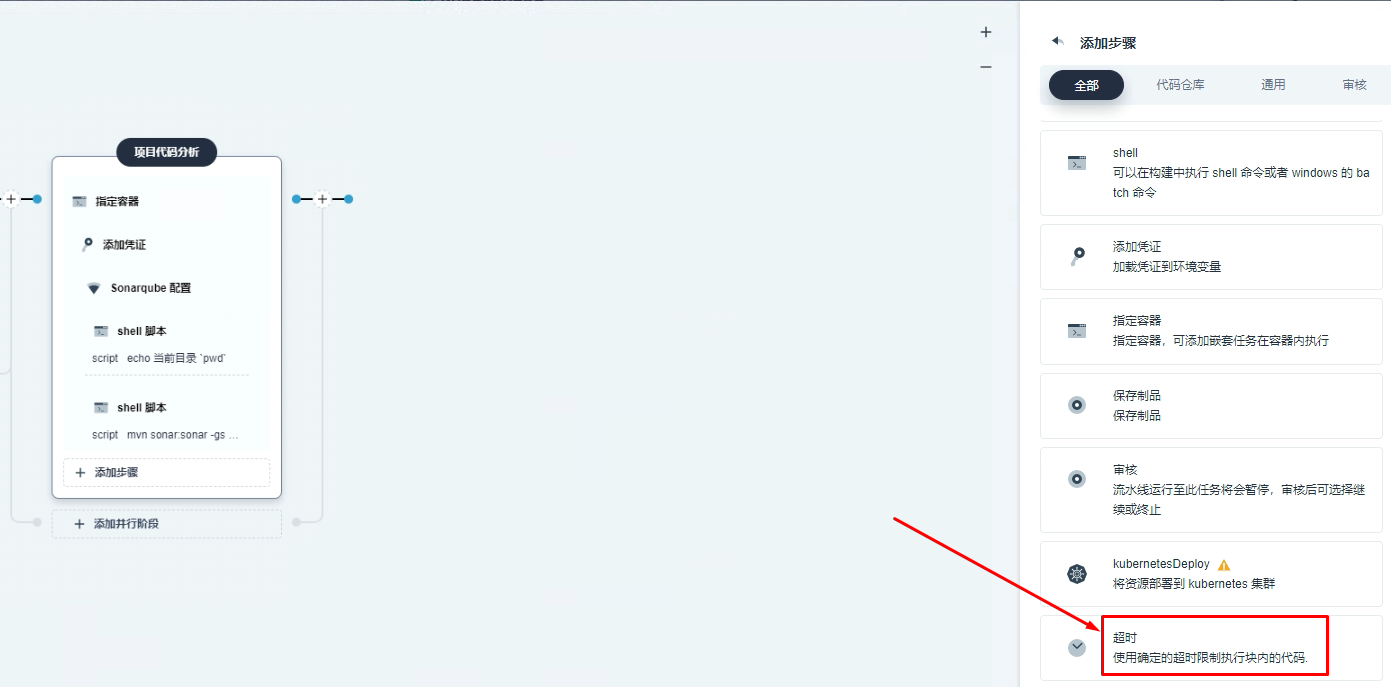 项目代码分析
指定容器
添加凭证
Sonarqube 配置
shell 脚本
script echo 当前目录 `pwd`
shell 脚本
script mvn sonar:sonar -gs ...
添加步骤
添加并行阶段
添加步骤
全部 代码仓库 通用 审核
shell
可以在构建中执行 shell 命令或者 windows 的 ba
tch 命令
添加凭证
加载凭证到环境变量
指定容器
指定容器，可添加嵌套任务在容器内执行
保存制品
保存制品
审核
流水线运行至此任务将会暂停，审核后可选择继
续或终止
kubernetesDeploy
将资源部署到 kubernetes 集群
超时
使用确定的超时限制执行块内的代码.